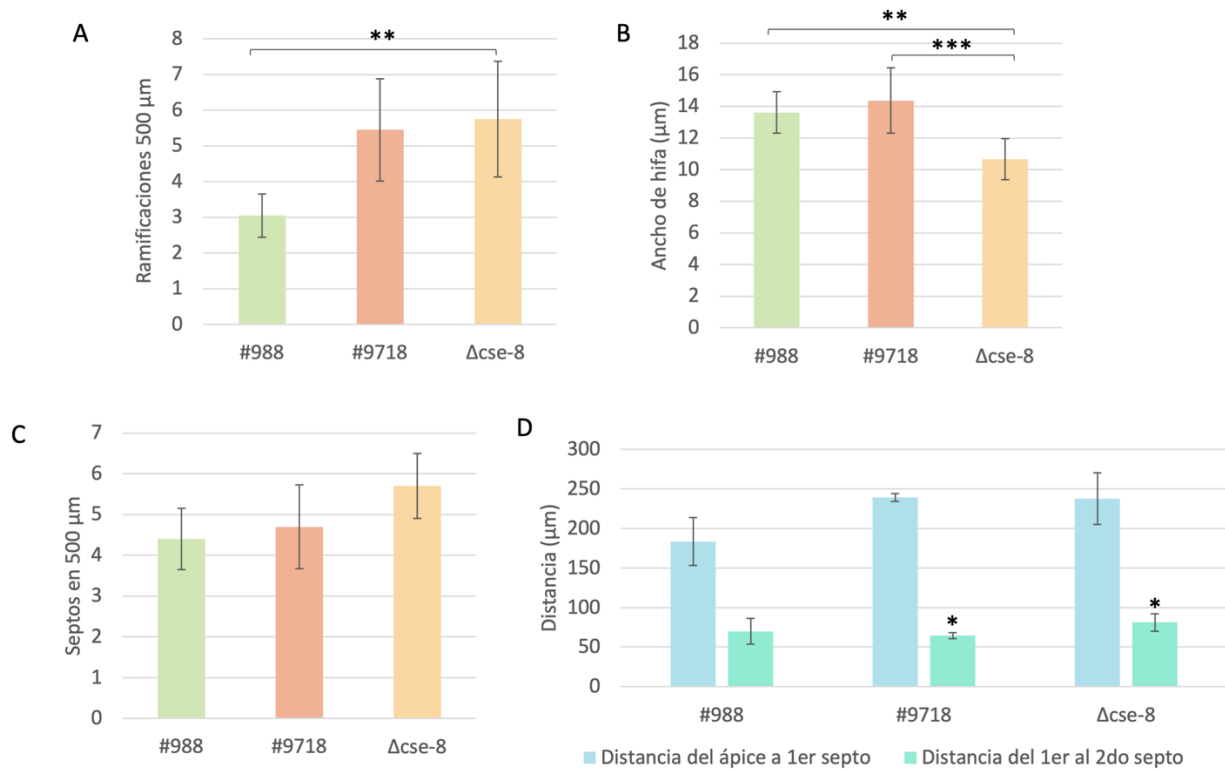 A
**
Ramificaciones 500 µm
8
7
6
5
4
3
2
1
0
#988 #9718 Δcse-8
B
**
***
Ancho de hifa (µm)
18
16
14
12
10
8
6
4
2
0
#988 #9718 Δcse-8
C
Septos en 500 µm
7
6
5
4
3
2
1
0
#988 #9718 Δcse-8
D
Distancia (µm)
300
250
200
150
100
50
0
* *
#988 #9718 Δcse-8
Distancia del ápice a 1er septo Distancia del 1er al 2do septo